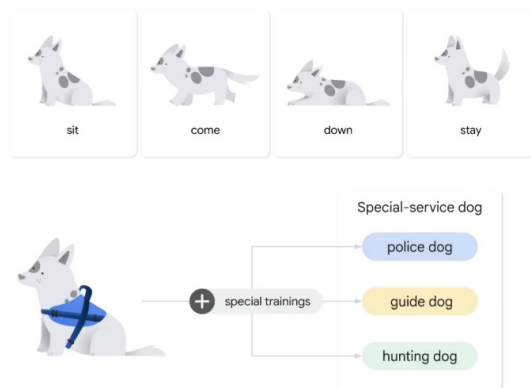 sit
come
down
stay
Special-service dog
police dog
special trainings
guide dog
hunting dog